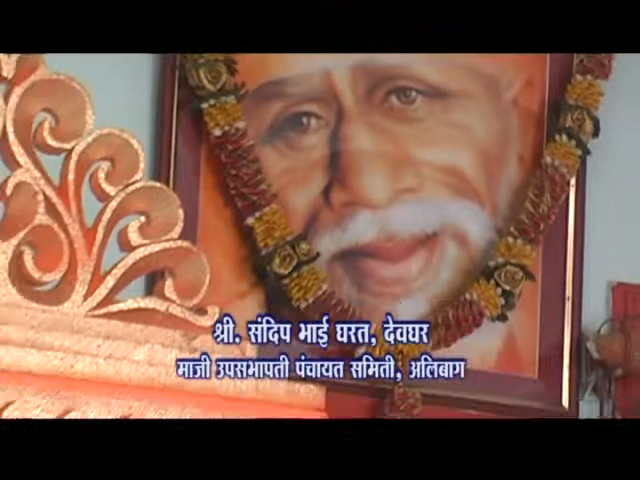 श्री. संदिप भाई घरत, देवघर
माजी उपसभापती पंचायत समिती, अलिबाग